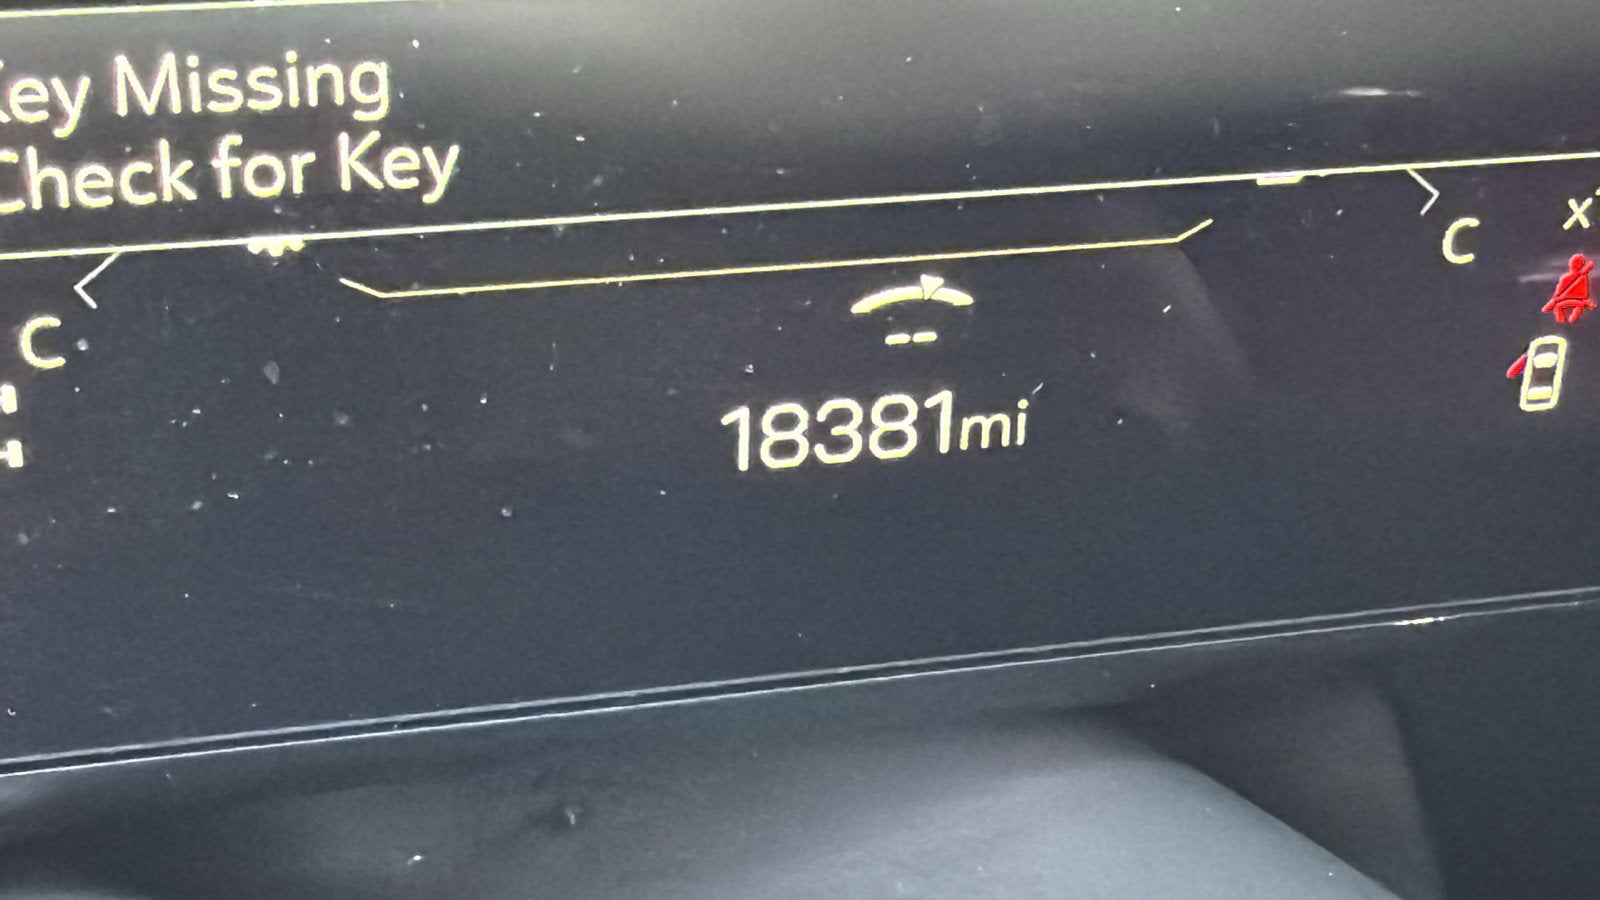 Key Missing
Check for Key
C
C
x
H
H
--
18381mi